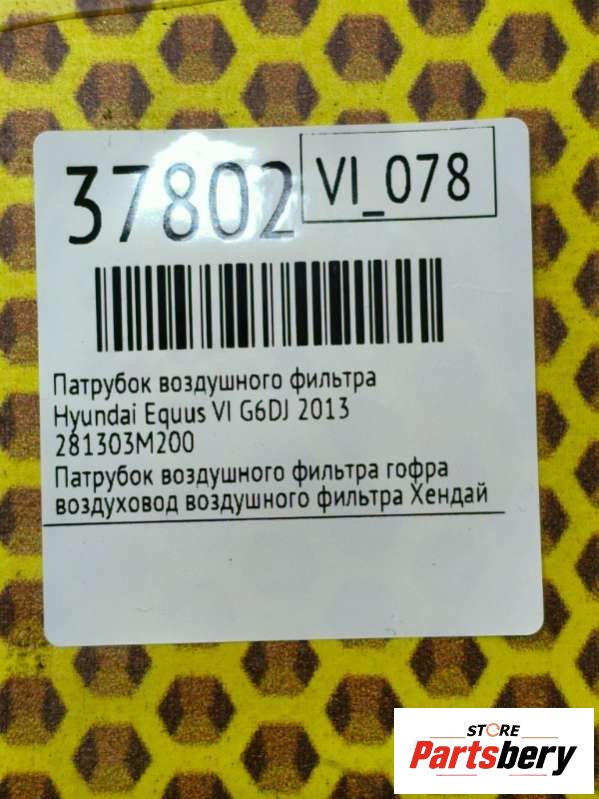 37802
VI_078
Патрубок воздушного фильтра
Hyundai Equus VI G6DJ 2013
281303M200
Патрубок воздушного фильтра гофра
воздуховод воздушного фильтра Хендай
STORE
Partsbery